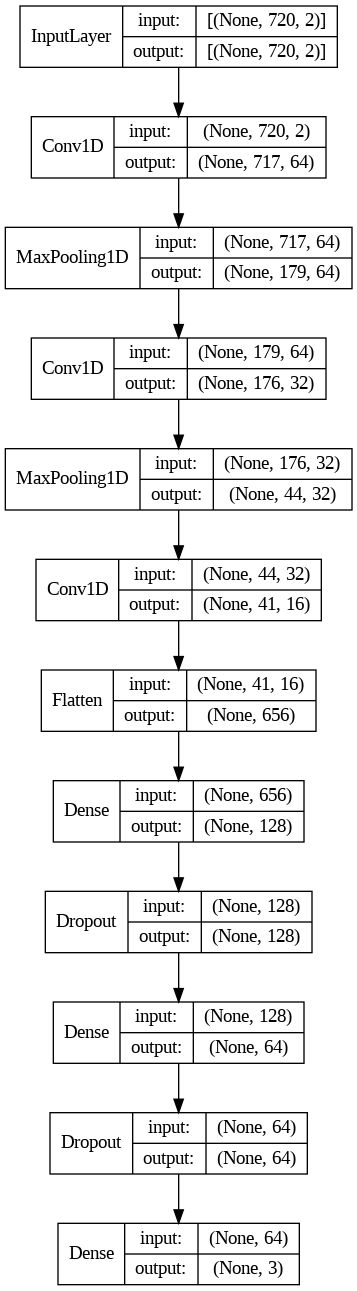 InputLayer
input: [(None, 720, 2)]
output: [(None, 720, 2)]
Conv1D
input: (None, 720, 2)
output: (None, 717, 64)
MaxPooling1D
input: (None, 717, 64)
output: (None, 179, 64)
Conv1D
input: (None, 179, 64)
output: (None, 176, 32)
MaxPooling1D
input: (None, 176, 32)
output: (None, 44, 32)
Conv1D
input: (None, 44, 32)
output: (None, 41, 16)
Flatten
input: (None, 41, 16)
output: (None, 656)
Dense
input: (None, 656)
output: (None, 128)
Dropout
input: (None, 128)
output: (None, 128)
Dense
input: (None, 128)
output: (None, 64)
Dropout
input: (None, 64)
output: (None, 64)
Dense
input: (None, 64)
output: (None, 3)